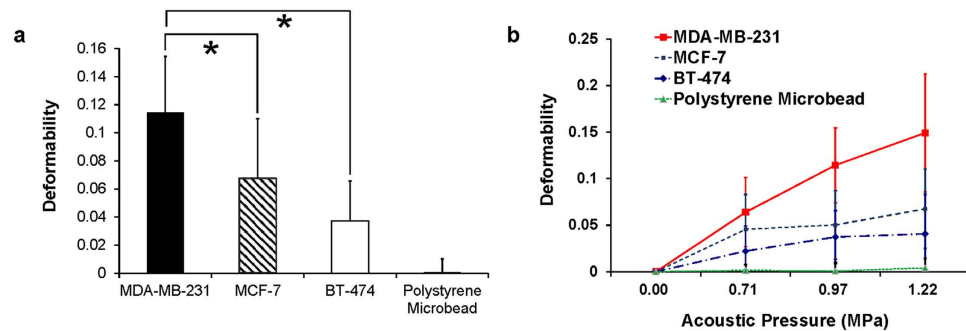 a
*
*
Deformability
0.16
0.14
0.12
0.1
0.08
0.06
0.04
0.02
0
MDA-MB-231 MCF-7 BT-474 Polystyrene
Microbead
b
MDA-MB-231
MCF-7
BT-474
Polystyrene Microbead
Deformability
0.25
0.2
0.15
0.1
0.05
0
0.00 0.71 0.97 1.22
Acoustic Pressure (MPa)